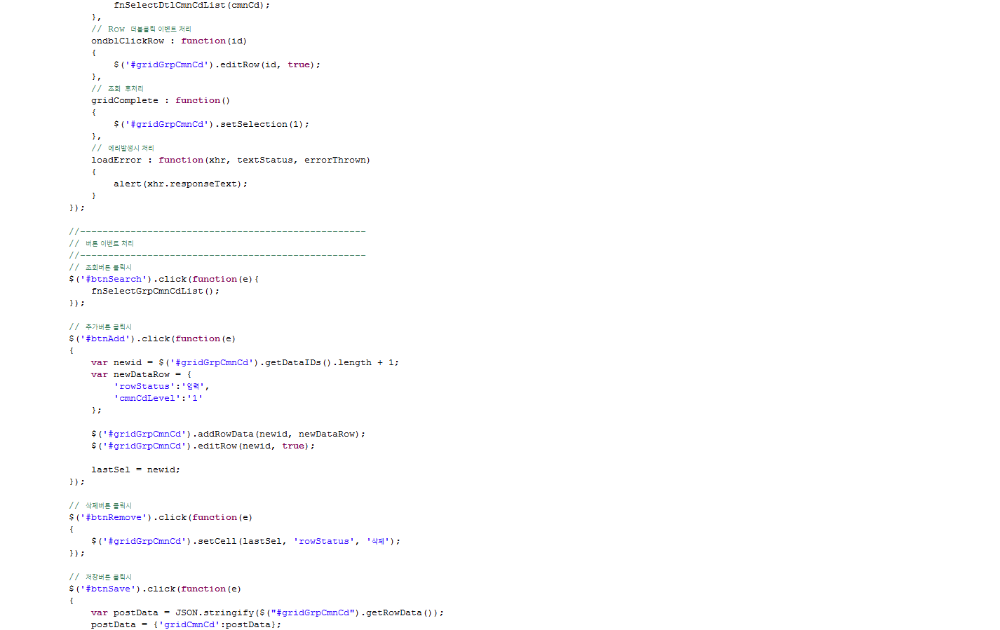 fnSelectDtlCmnCdList(cmnCd);
},
// Row 더블클릭 이벤트 처리
ondblClickRow : function(id)
{
$('#gridGrpCmnCd').editRow(id, true);
},
// 조회 후처리
gridComplete : function()
{
$('#gridGrpCmnCd').setSelection(1);
},
// 에러발생시 처리
loadError : function(xhr, textStatus, errorThrown)
{
alert(xhr.responseText);
}
});
//---------------------------------------------------
// 버튼 이벤트 처리
//---------------------------------------------------
// 조회버튼 클릭시
$('#btnSearch').click(function(e){
fnSelectGrpCmnCdList();
});
// 추가버튼 클릭시
$('#btnAdd').click(function(e)
{
var newid = $('#gridGrpCmnCd').getDataIDs().length + 1;
var newDataRow = {
'rowStatus':'입력',
'cmnCdLevel':'1'
};
$('#gridGrpCmnCd').addRowData(newid, newDataRow);
$('#gridGrpCmnCd').editRow(newid, true);
lastSel = newid;
});
// 삭제버튼 클릭시
$('#btnRemove').click(function(e)
{
$('#gridGrpCmnCd').setCell(lastSel, 'rowStatus', '삭제');
});
// 저장버튼 클릭시
$('#btnSave').click(function(e)
{
var postData = JSON.stringify($("#gridGrpCmnCd").getRowData());
postData = {'gridCmnCd':postData};